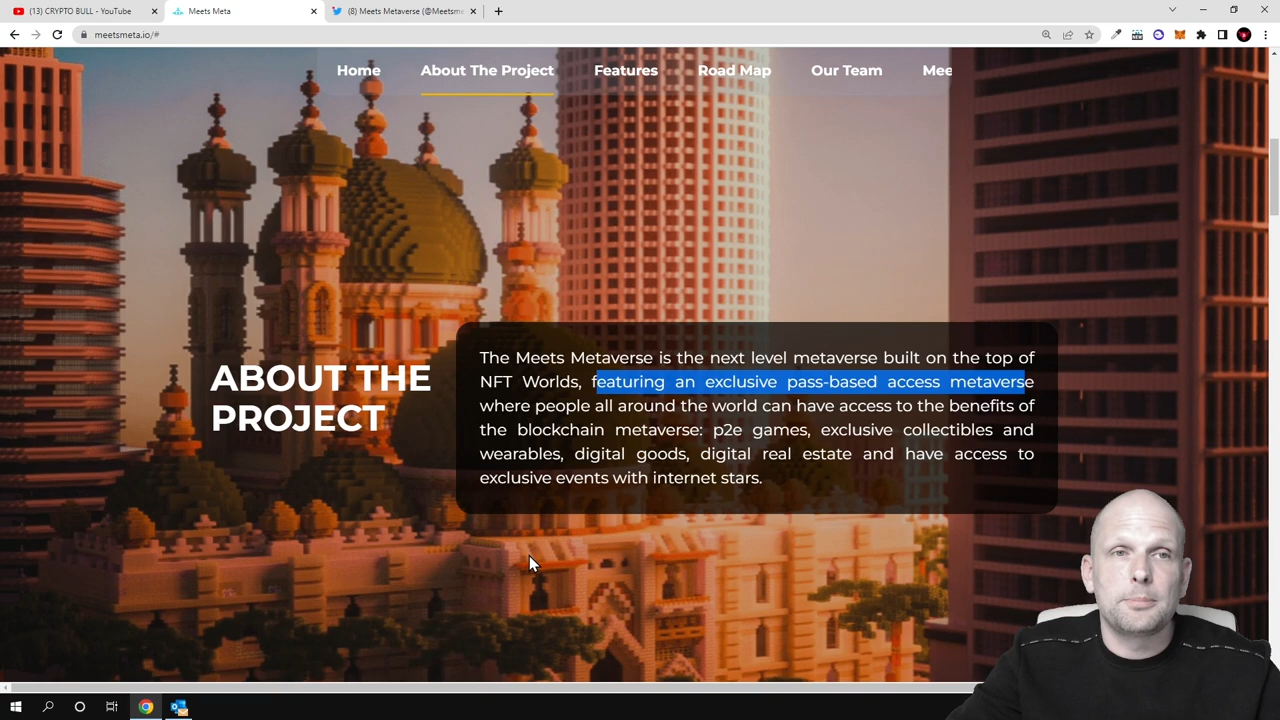 (13) CRYPTO BULL - YouTube
Meets Meta
(8) Meets Metaverse (@Meetsme
meetsmeta.io/#
Home
About The Project
Features
Road Map
Our Team
Mee
ABOUT THE
PROJECT
The Meets Metaverse is the next level metaverse built on the top of
NFT Worlds, featuring an exclusive pass-based access metaverse
where people all around the world can have access to the benefits of
the blockchain metaverse: p2e games, exclusive collectibles and
wearables, digital goods, digital real estate and have access to
exclusive events with internet stars.